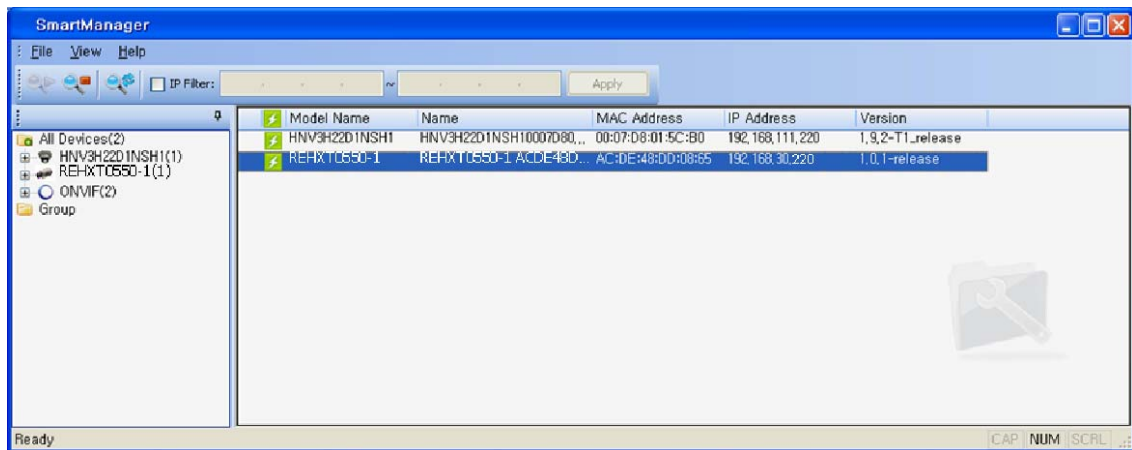 SmartManager
File View Help
IP Filter: . . . ~ . . . Apply
Model Name Name MAC Address IP Address Version
All Devices(2)
HNV3H22D1NSH1(1)
REHXT0550-1(1)
ONVIF(2)
Group
HNV3H22D1NSH1 HNV3H22D1NSH10007D80... 00:07:D8:01:5C:B0 192,168,111,220 1,9,2-T1_release
REHXT0550-1 REHXT0550-1 ACDE48D... AC:DE:48:DD:08:65 192,168,30,220 1,0,1-release
Ready CAP NUM SCRL